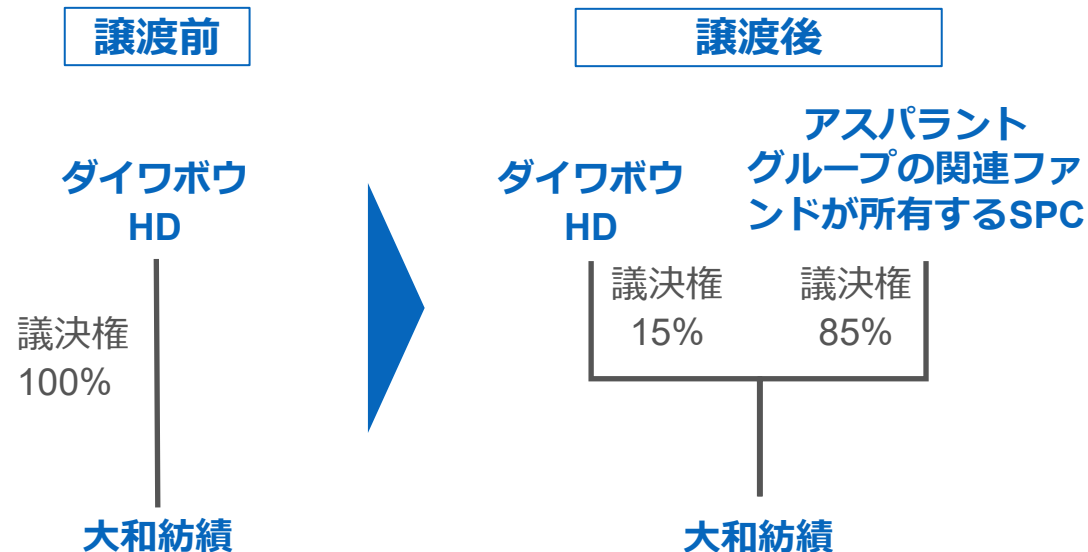 譲渡前
ダイワボウ
HD
議決権
100%
大和紡績
譲渡後
ダイワボウ
HD
アスパラント
グループの関連ファ
ンドが所有するSPC
議決権
15%
議決権
85%
大和紡績